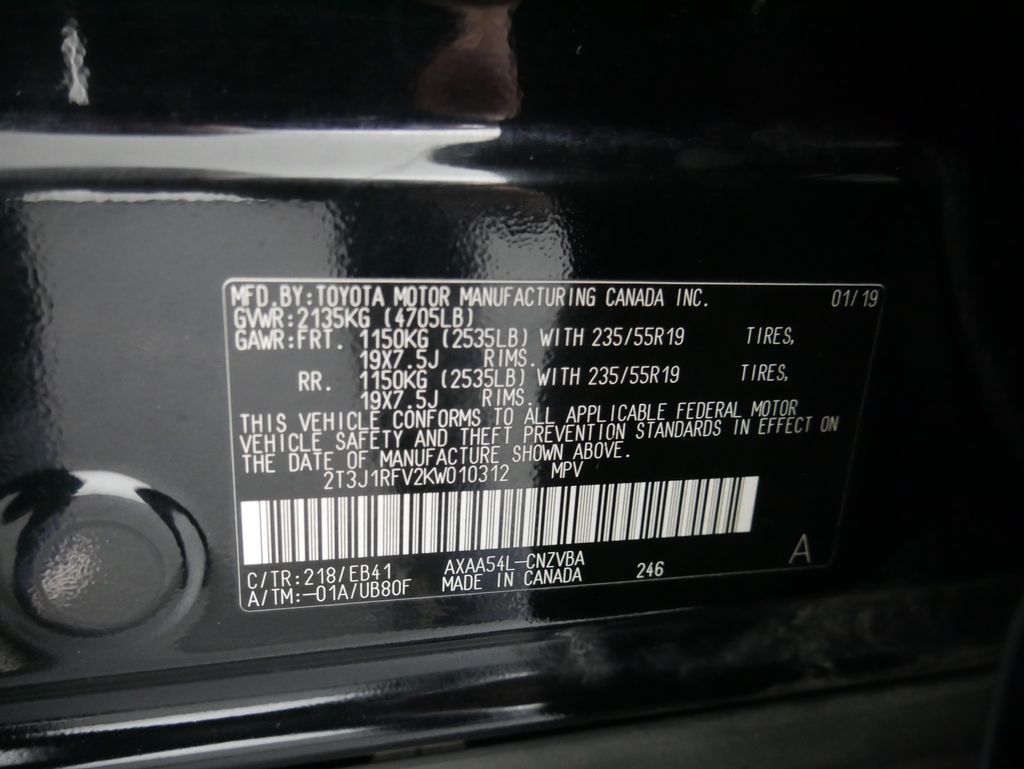 MFD.BY:TOYOTA MOTOR MANUFACTURING CANADA INC. 01/19
GVWR:2135KG (4705LB)
GAWR:FRT. 1150KG (2535LB) WITH 235/55R19 TIRES,
19X7.5J RIMS.
RR. 1150KG (2535LB) WITH 235/55R19 TIRES,
19X7.5J RIMS.
THIS VEHICLE CONFORMS TO ALL APPLICABLE FEDERAL MOTOR
VEHICLE SAFETY AND THEFT PREVENTION STANDARDS IN EFFECT ON
THE DATE OF MANUFACTURE SHOWN ABOVE.
2T3J1RFV2KW010312 MPV
C/TR:218/EB41 AXAA54L-CNZVBA 246 A
A/TM:-01A/UB80F MADE IN CANADA